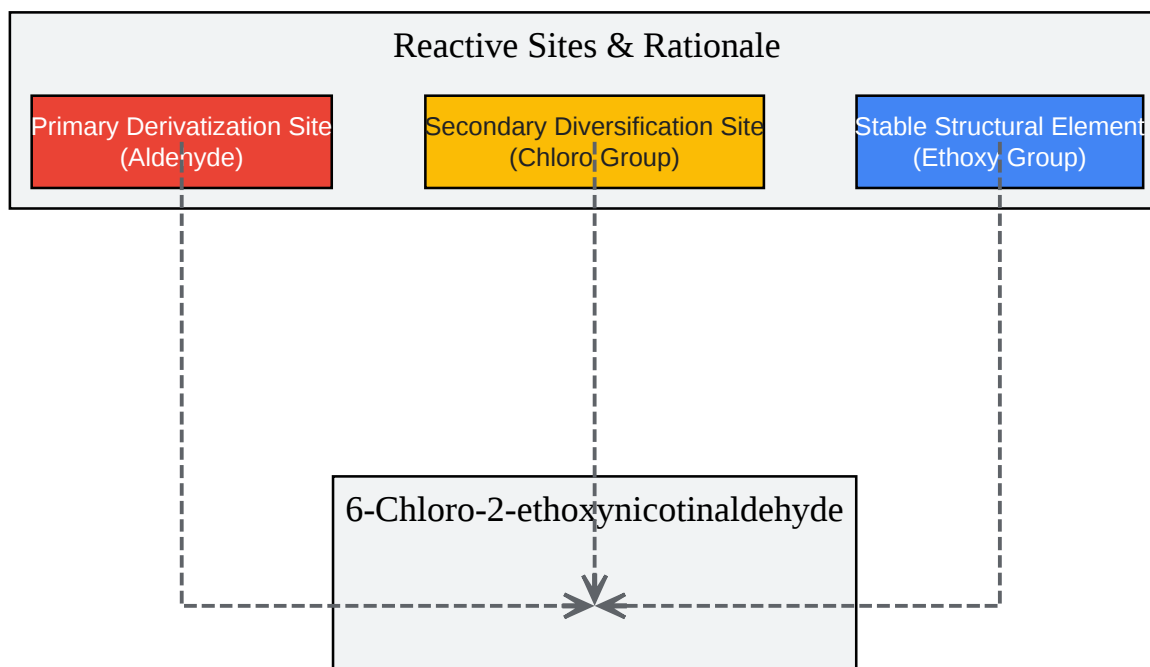 Reactive Sites & Rationale
Primary Derivatization Site
(Aldehyde)
Secondary Diversification Site
(Chloro Group)
Stable Structural Element
(Ethoxy Group)
6-Chloro-2-ethoxynicotinaldehyde